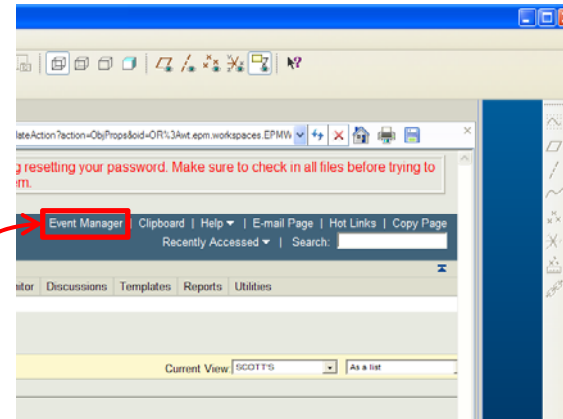 lateAction?action=ObjProps&oid=OR%3Awt.epm.workspaces.EPMW
g resetting your password. Make sure to check in all files before trying to
em.
Event Manager | Clipboard | Help | E-mail Page | Hot Links | Copy Page
Recently Accessed | Search:
nitor Discussions Templates Reports Utilities
Current View: SCOTT'S As a list